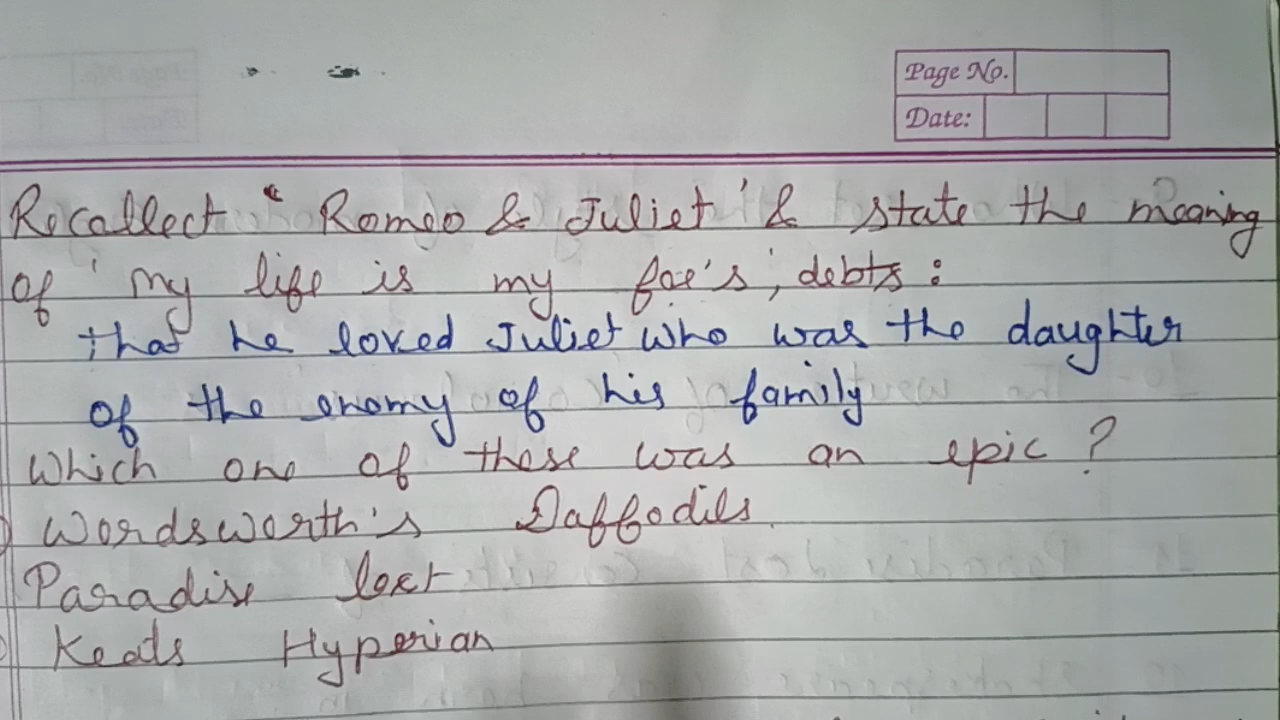 Page No.
Date:
Recollect " Romeo & Juliet ' & state the meaning
of ' my life is my foe's ' debts :
that he loved Juliet who was the daughter
of the enemy of his family
Which one of these was an epic ?
Wordsworth's Daffodils.
Paradise lost
Keats Hyperian